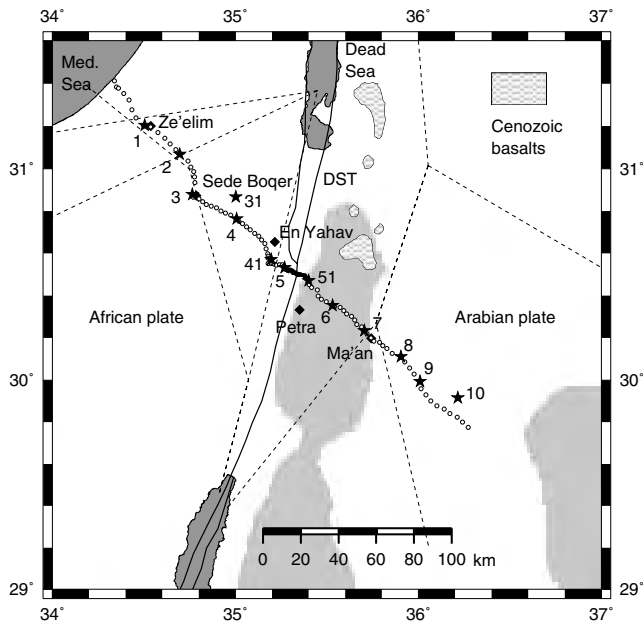 34˚ 35˚ 36˚ 37˚
Med.
Sea
Dead
Sea
Ze'elim
1
Cenozoic
basalts
2
31˚ 31˚
Sede Boqer
DST
3
31
4
En Yahav
41
5
51
African plate
Petra
6
7
Arabian plate
Ma'an
8
9
10
30˚ 30˚
0 20 40 60 80 100 km
29˚ 29˚
34˚ 35˚ 36˚ 37˚